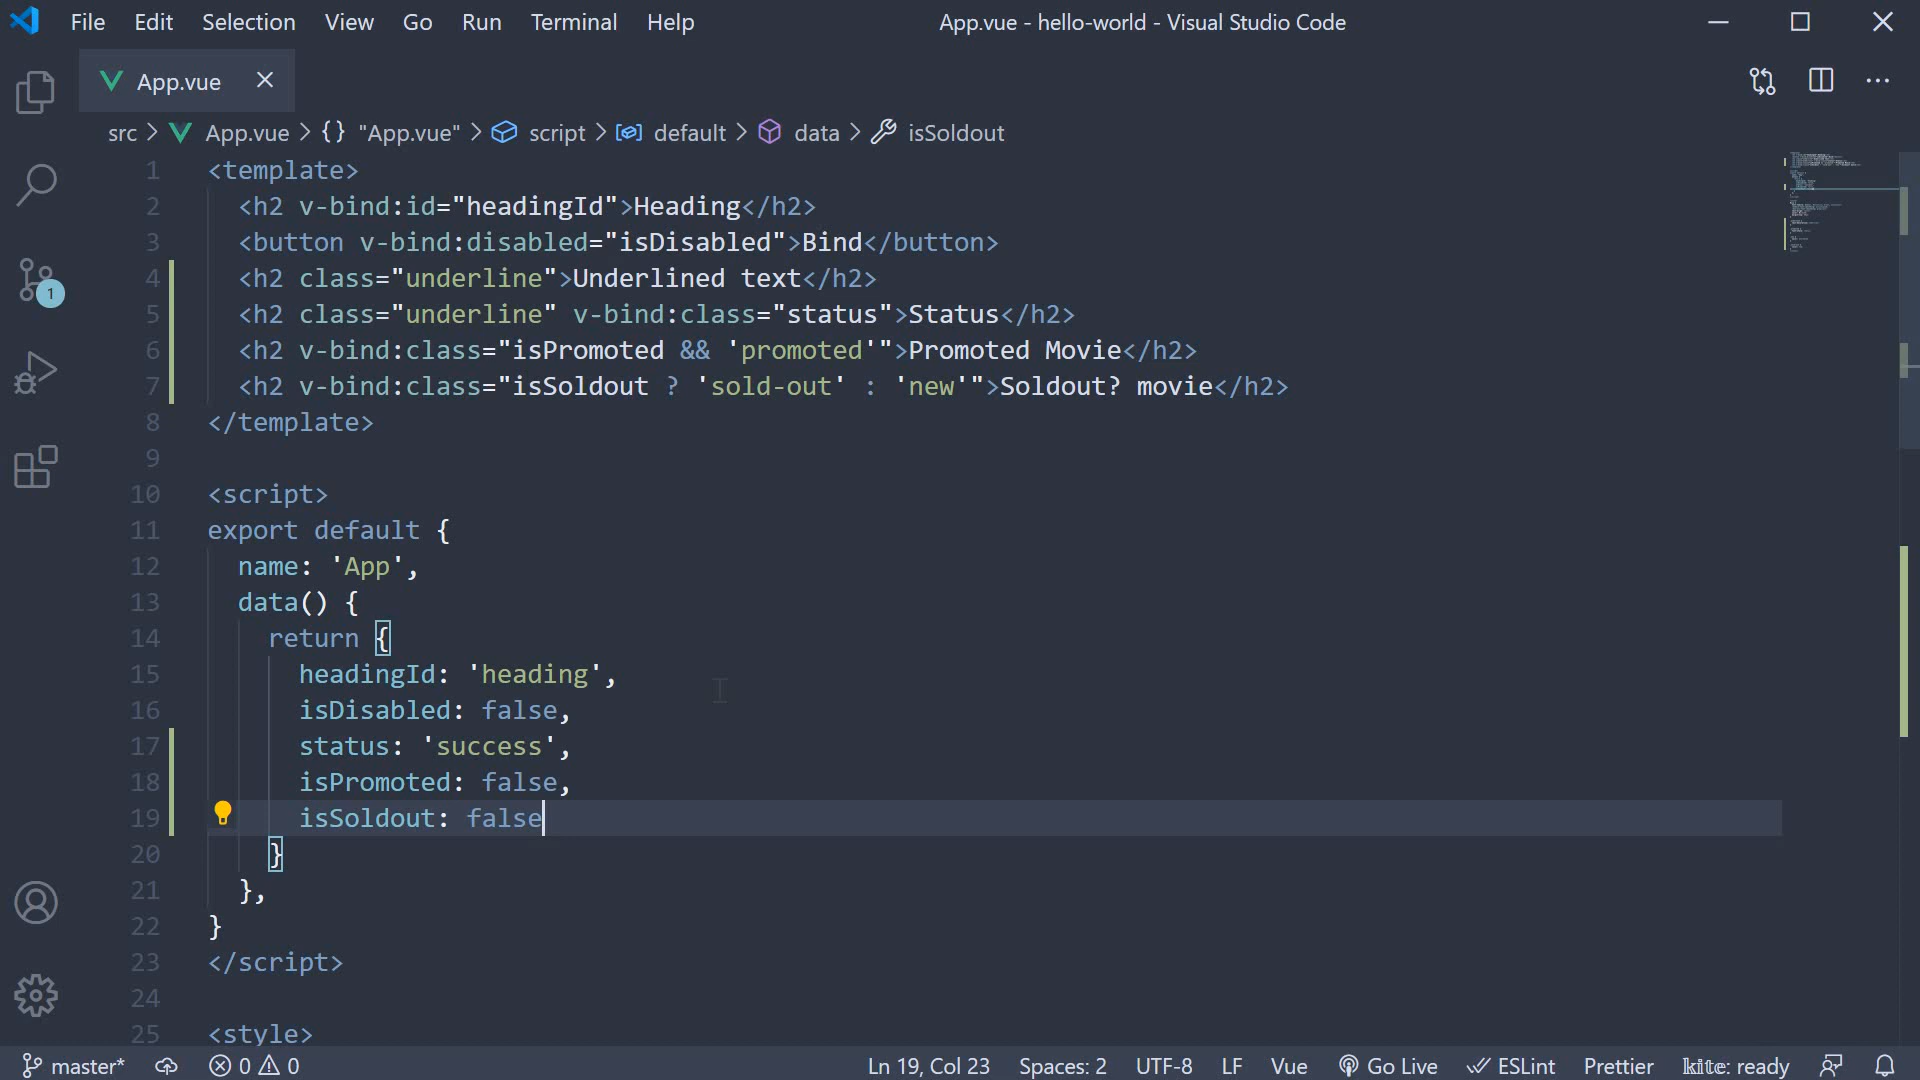 File Edit Selection View Go Run Terminal Help App.vue - hello-world - Visual Studio Code
App.vue
src > App.vue > {} "App.vue" > script > default > data > isSoldout
1 <template>
2 <h2 v-bind:id="headingId">Heading</h2>
3 <button v-bind:disabled="isDisabled">Bind</button>
4 <h2 class="underline">Underlined text</h2>
5 <h2 class="underline" v-bind:class="status">Status</h2>
6 <h2 v-bind:class="isPromoted && 'promoted'">Promoted Movie</h2>
7 <h2 v-bind:class="isSoldout ? 'sold-out' : 'new'">Soldout? movie</h2>
8 </template>
9
10 <script>
11 export default {
12 name: 'App',
13 data() {
14 return {
15 headingId: 'heading',
16 isDisabled: false,
17 status: 'success',
18 isPromoted: false,
19 isSoldout: false
20 }
21 },
22 }
23 </script>
24
25 <style>
1
master* 0 0 Ln 19, Col 23 Spaces: 2 UTF-8 LF Vue Go Live ESLint Prettier kite: ready